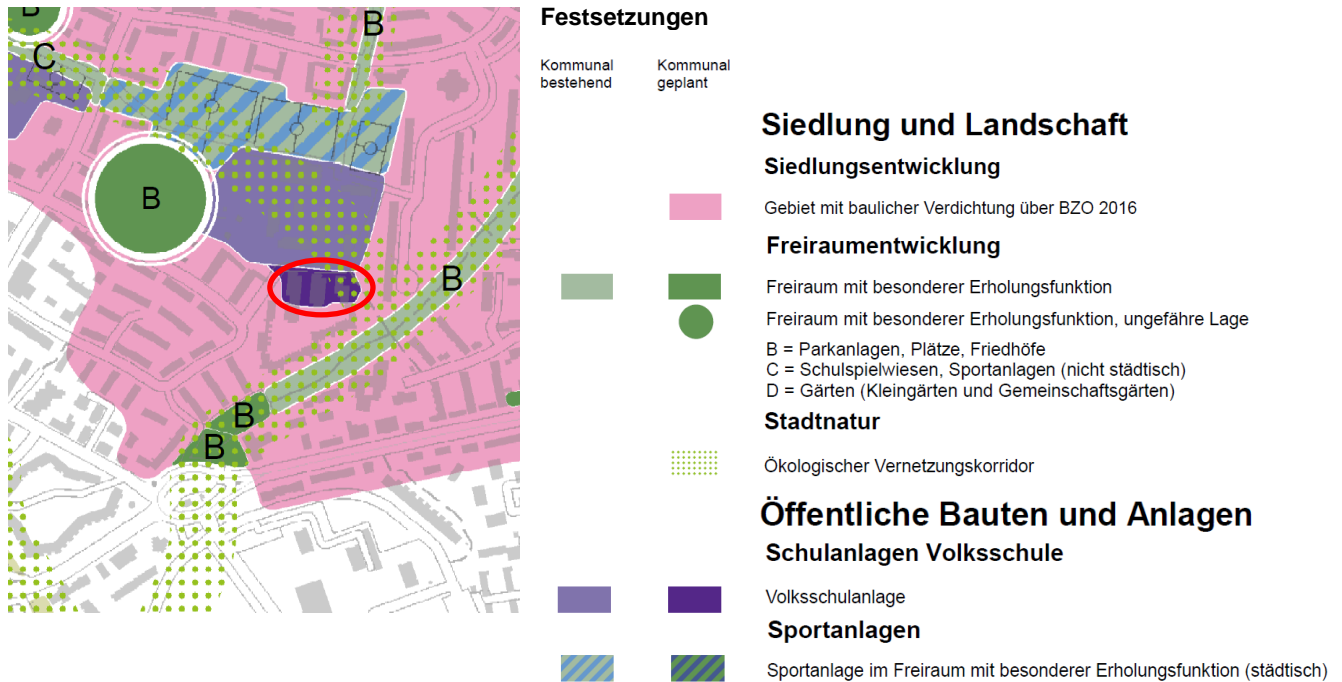 B
B
C
B
B
B
B
Festsetzungen
Kommunal bestehend
Kommunal geplant
Siedlung und Landschaft
Siedlungsentwicklung
Gebiet mit baulicher Verdichtung über BZO 2016
Freiraumentwicklung
Freiraum mit besonderer Erholungsfunktion
Freiraum mit besonderer Erholungsfunktion, ungefähre Lage
B = Parkanlagen, Plätze, Friedhöfe
C = Schulspielwiesen, Sportanlagen (nicht städtisch)
D = Gärten (Kleingärten und Gemeinschaftsgärten)
Stadtnatur
Ökologischer Vernetzungskorridor
Öffentliche Bauten und Anlagen
Schulanlagen Volksschule
Volksschulanlage
Sportanlagen
Sportanlage im Freiraum mit besonderer Erholungsfunktion (städtisch)